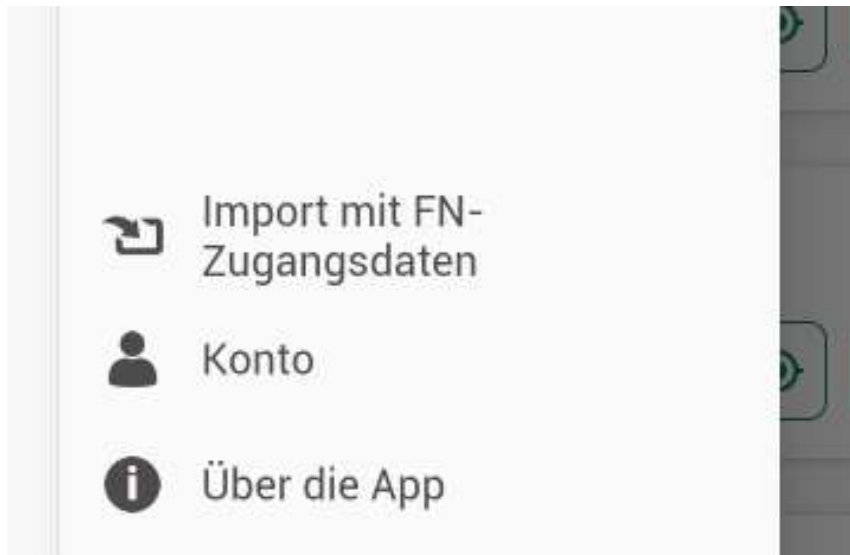 Import mit FN-
Zugangsdaten
Konto
Über die App